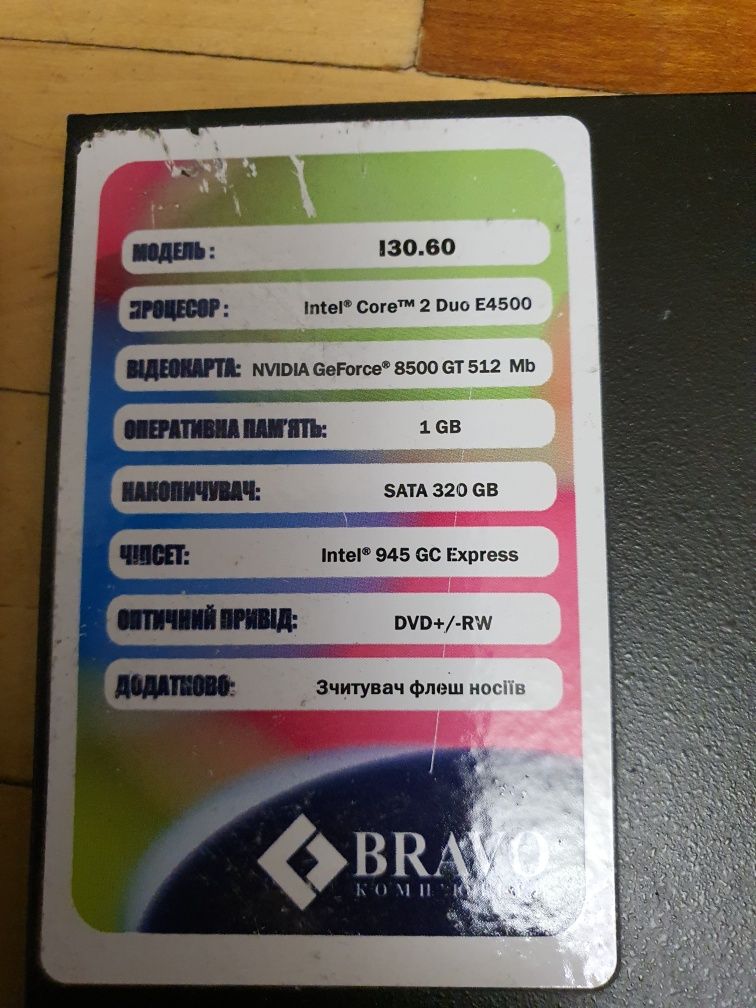 МОДЕЛЬ: I30.60
ПРОЦЕСОР: Intel® Core™ 2 Duo E4500
ВІДЕОКАРТА: NVIDIA GeForce® 8500 GT 512 Mb
ОПЕРАТИВНА ПАМ'ЯТЬ: 1 GB
НАКОПИЧУВАЧ: SATA 320 GB
ЧІПСЕТ: Intel® 945 GC Express
ОПТИЧНИЙ ПРИВІД: DVD+/-RW
ДОДАТКОВО: Зчитувач флеш носіїв
BRAVO